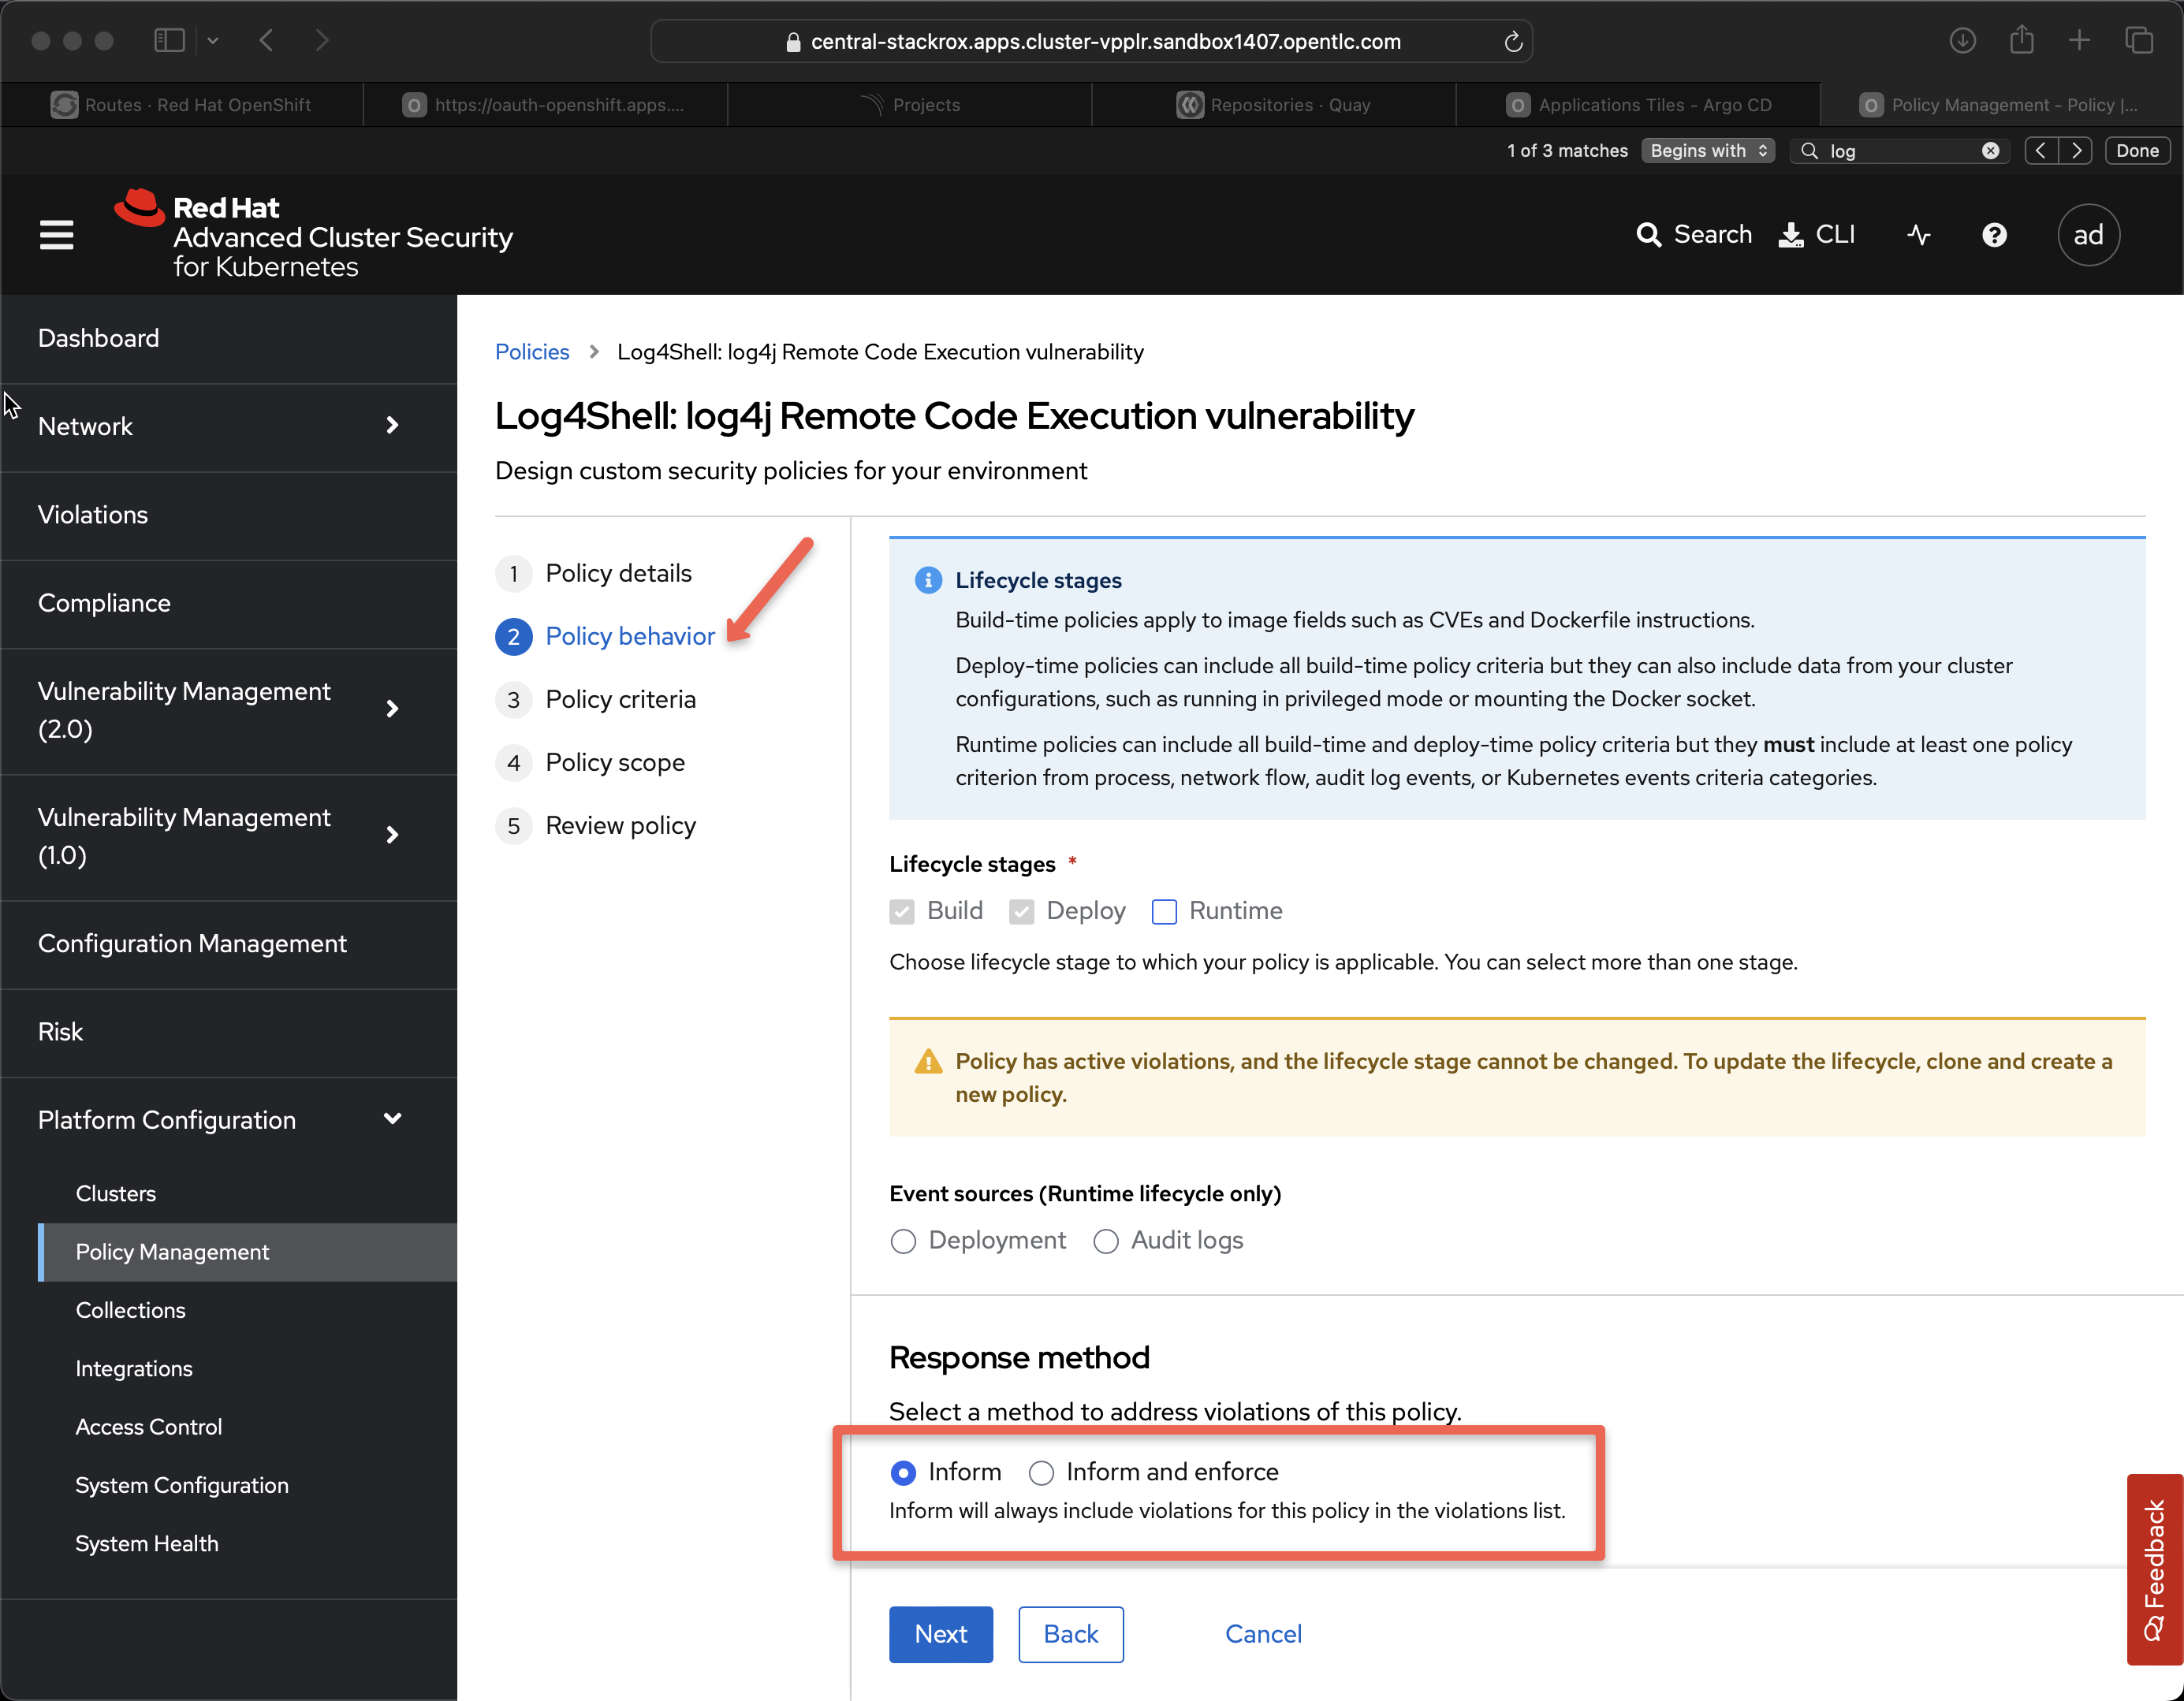 central-stackrox.apps.cluster-vpplr.sandbox1407.opentlc.com
Routes · Red Hat OpenShift
https://oauth-openshift.apps....
Projects
Repositories · Quay
Applications Tiles - Argo CD
Policy Management - Policy |...
1 of 3 matches
Begins with
log
Done
Red Hat
Advanced Cluster Security
for Kubernetes
Search
CLI
ad
Dashboard
Network
Violations
Compliance
Vulnerability Management
(2.0)
Vulnerability Management
(1.0)
Configuration Management
Risk
Platform Configuration
Clusters
Policy Management
Collections
Integrations
Access Control
System Configuration
System Health
Policies
Log4Shell: log4j Remote Code Execution vulnerability
Log4Shell: log4j Remote Code Execution vulnerability
Design custom security policies for your environment
1 Policy details
2 Policy behavior
3 Policy criteria
4 Policy scope
5 Review policy
Lifecycle stages
Build-time policies apply to image fields such as CVEs and Dockerfile instructions.
Deploy-time policies can include all build-time policy criteria but they can also include data from your cluster
configurations, such as running in privileged mode or mounting the Docker socket.
Runtime policies can include all build-time and deploy-time policy criteria but they must include at least one policy
criterion from process, network flow, audit log events, or Kubernetes events criteria categories.
Lifecycle stages *
Build Deploy Runtime
Choose lifecycle stage to which your policy is applicable. You can select more than one stage.
Policy has active violations, and the lifecycle stage cannot be changed. To update the lifecycle, clone and create a
new policy.
Event sources (Runtime lifecycle only)
Deployment Audit logs
Response method
Select a method to address violations of this policy.
Inform Inform and enforce
Inform will always include violations for this policy in the violations list.
Next Back Cancel
Feedback